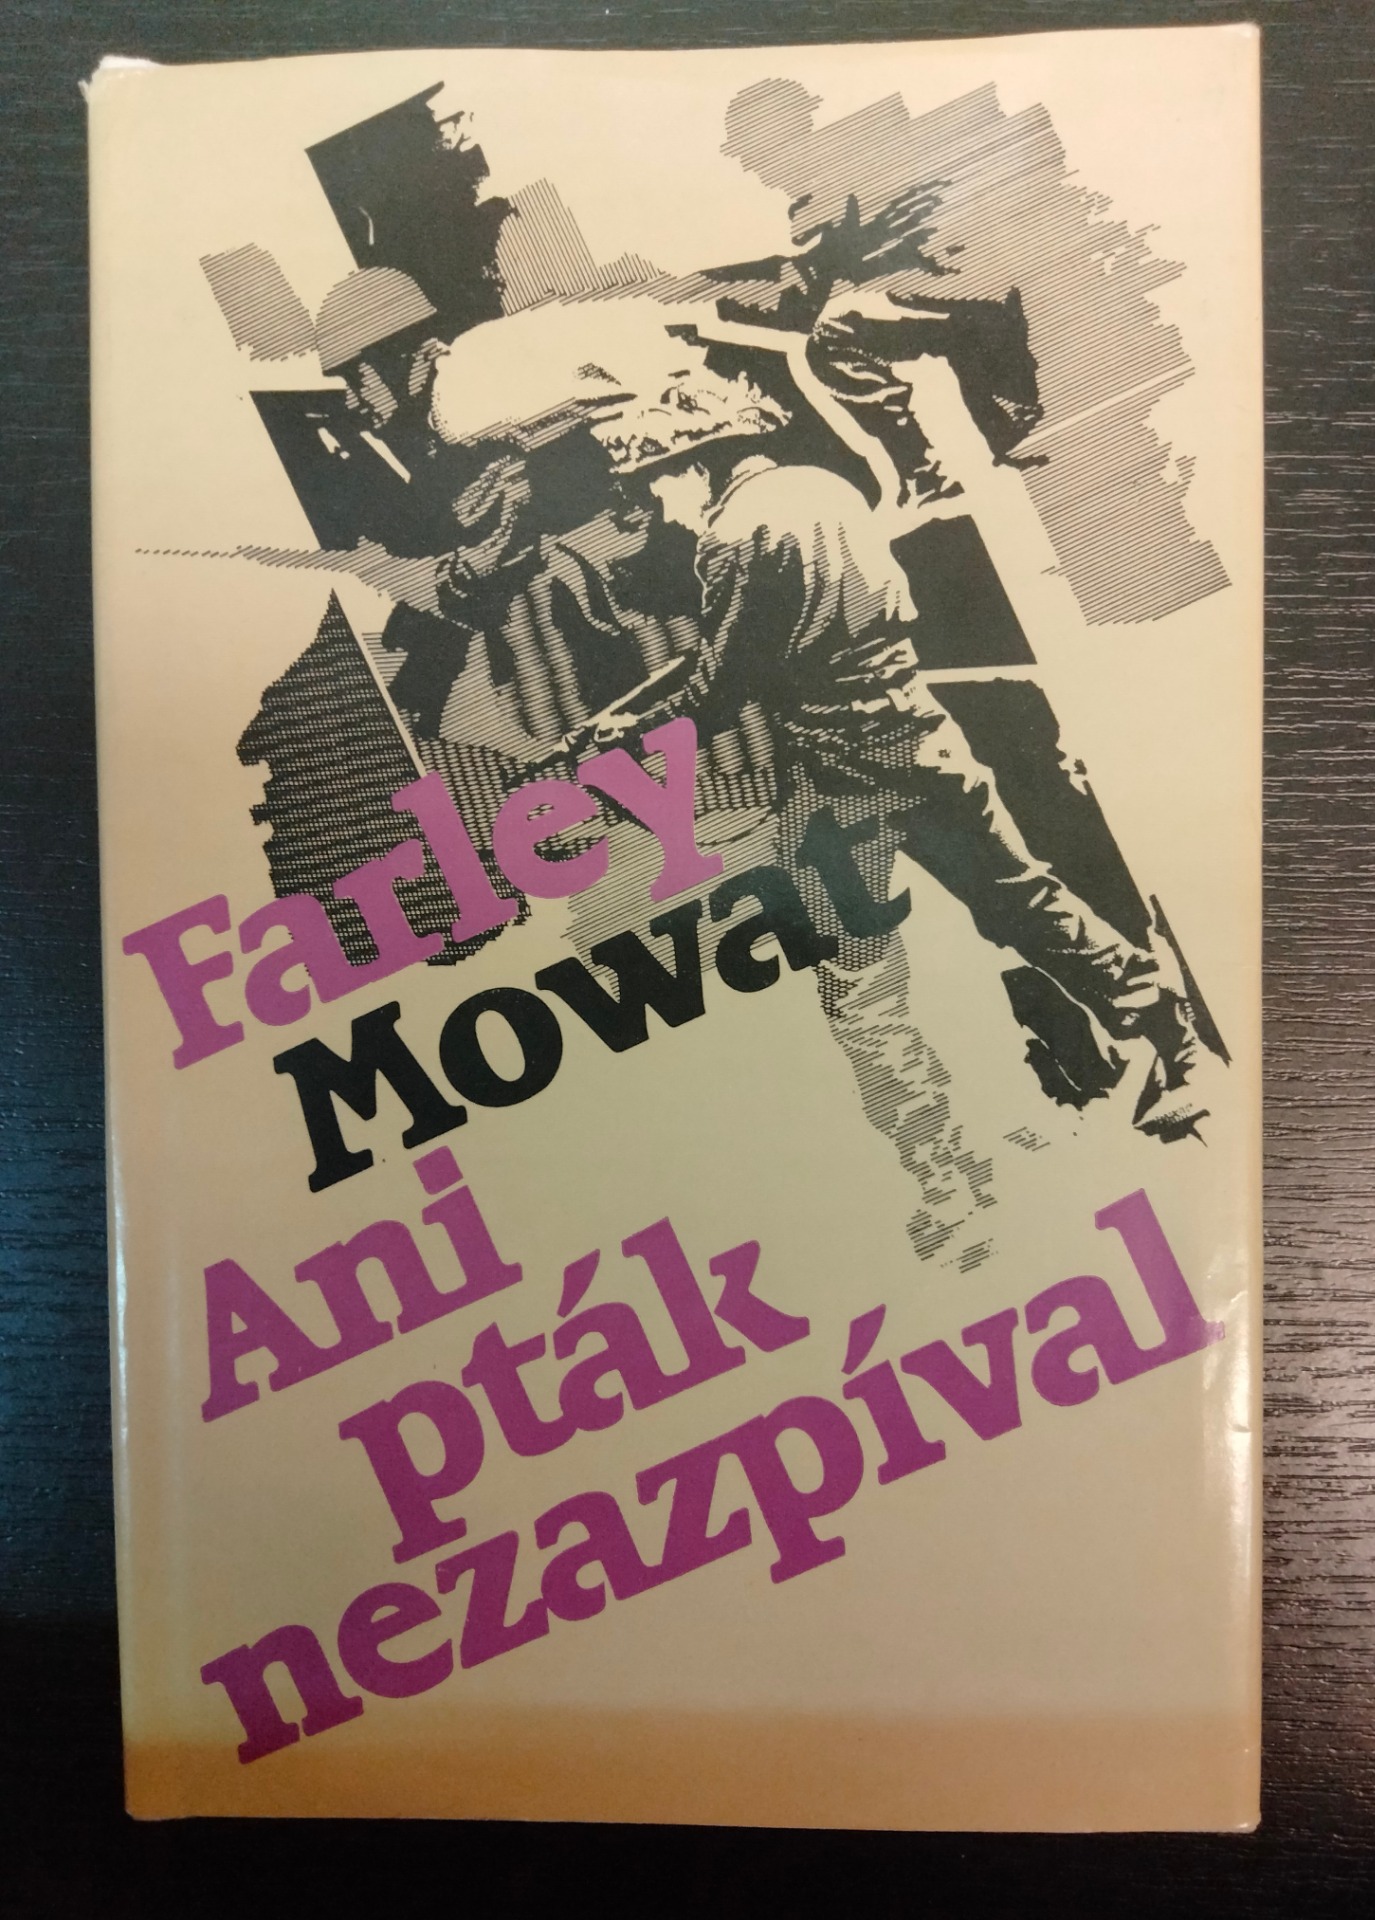 Farley
Mowat
Ani
pták
nezazpíval